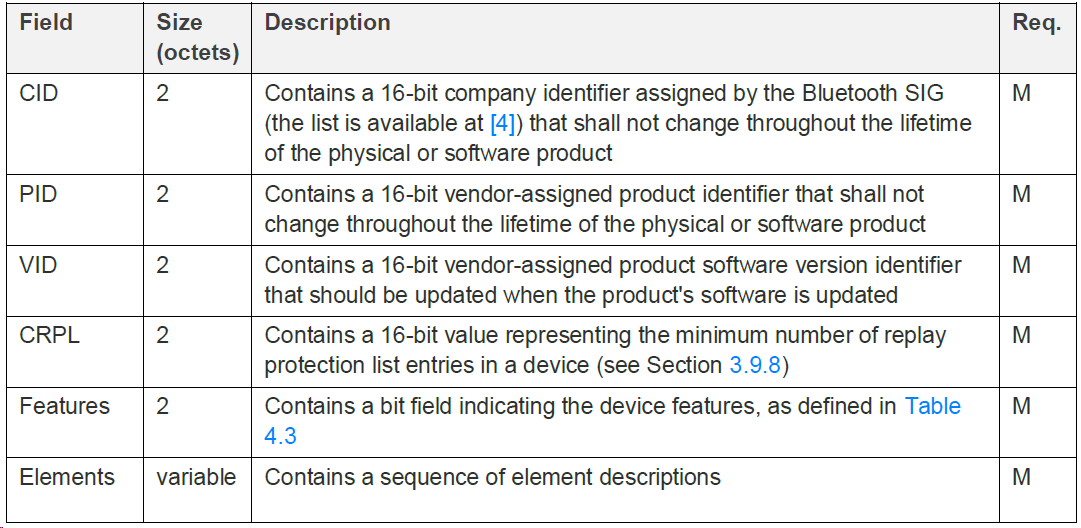 Field Size (octets) Description Req.
CID 2 Contains a 16-bit company identifier assigned by the Bluetooth SIG M
(the list is available at [4]) that shall not change throughout the lifetime
of the physical or software product
PID 2 Contains a 16-bit vendor-assigned product identifier that shall not M
change throughout the lifetime of the physical or software product
VID 2 Contains a 16-bit vendor-assigned product software version identifier M
that should be updated when the product's software is updated
CRPL 2 Contains a 16-bit value representing the minimum number of replay M
protection list entries in a device (see Section 3.9.8)
Features 2 Contains a bit field indicating the device features, as defined in Table M
4.3
Elements variable Contains a sequence of element descriptions M